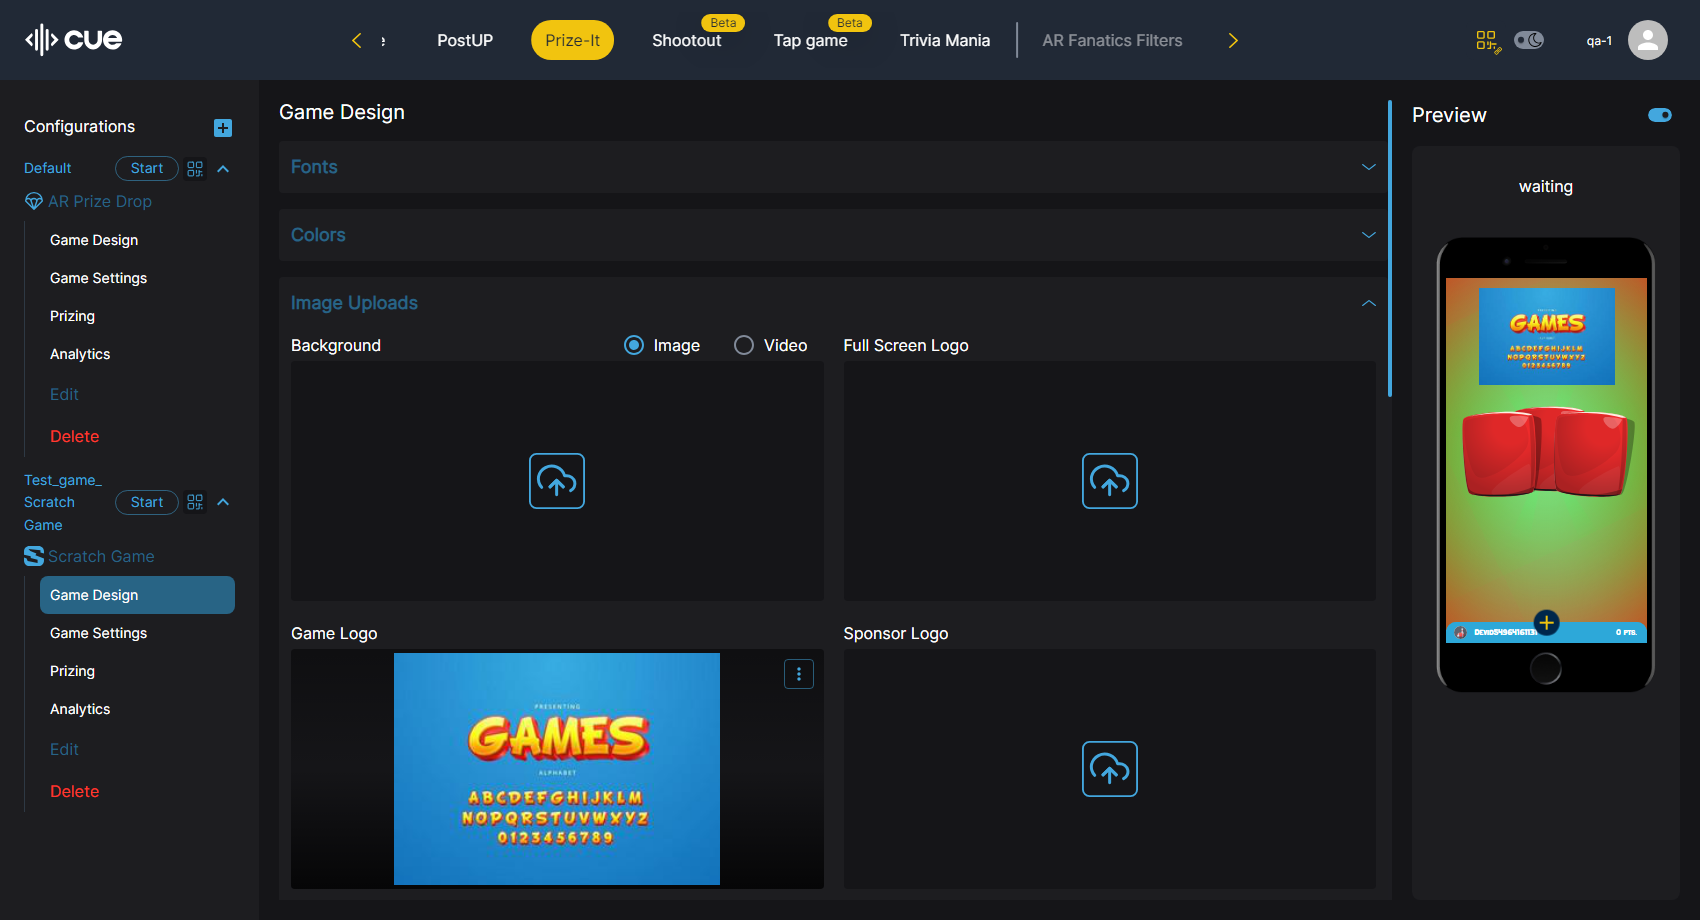 cue
PostUP
Prize-It
Shootout
Beta
Tap game
Beta
Trivia Mania
AR Fanatics Filters
qa-1
Configurations
Default
Start
AR Prize Drop
Game Design
Game Settings
Prizing
Analytics
Edit
Delete
Test_game_
Scratch
Game
Start
Scratch Game
Game Design
Game Settings
Prizing
Analytics
Edit
Delete
Game Design
Fonts
Colors
Image Uploads
Background
Image
Video
Full Screen Logo
Game Logo
PRESENTING
GAMES
ALPHABET
ABCDEFGHIJKLM
NOPQRSTUVWXYZ
0123456789
Sponsor Logo
Preview
waiting
GAMES
ABCDEFGHIJKLM
NOPQRSTUVWXYZ
0123456789
0 PTS.